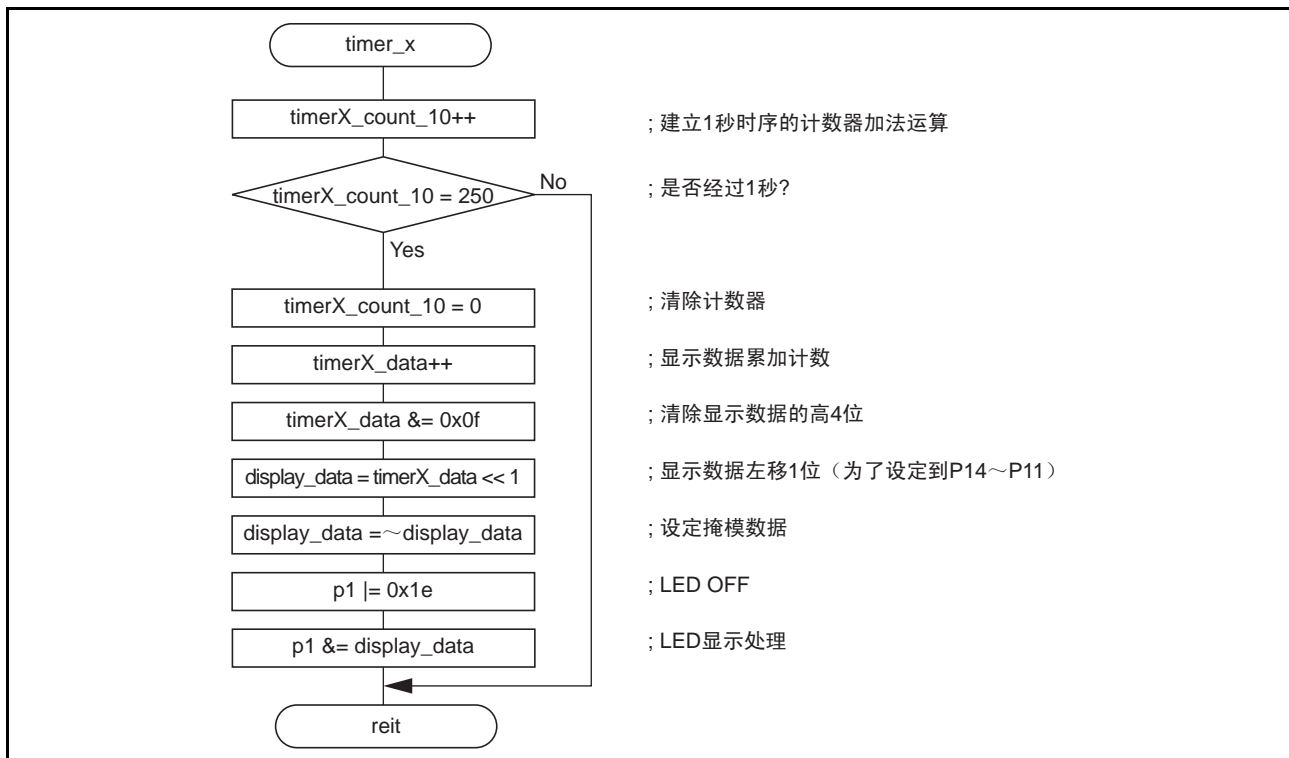 timer_x
timerX_count_10++
; 建立1秒时序的计数器加法运算
timerX_count_10 = 250
No
; 是否经过1秒?
Yes
timerX_count_10 = 0
; 清除计数器
timerX_data++
; 显示数据累加计数
timerX_data &= 0x0f
; 清除显示数据的高4位
display_data = timerX_data << 1
; 显示数据左移1位（为了设定到P14～P11）
display_data =～display_data
; 设定掩模数据
p1 |= 0x1e
; LED OFF
p1 &= display_data
; LED显示处理
reit